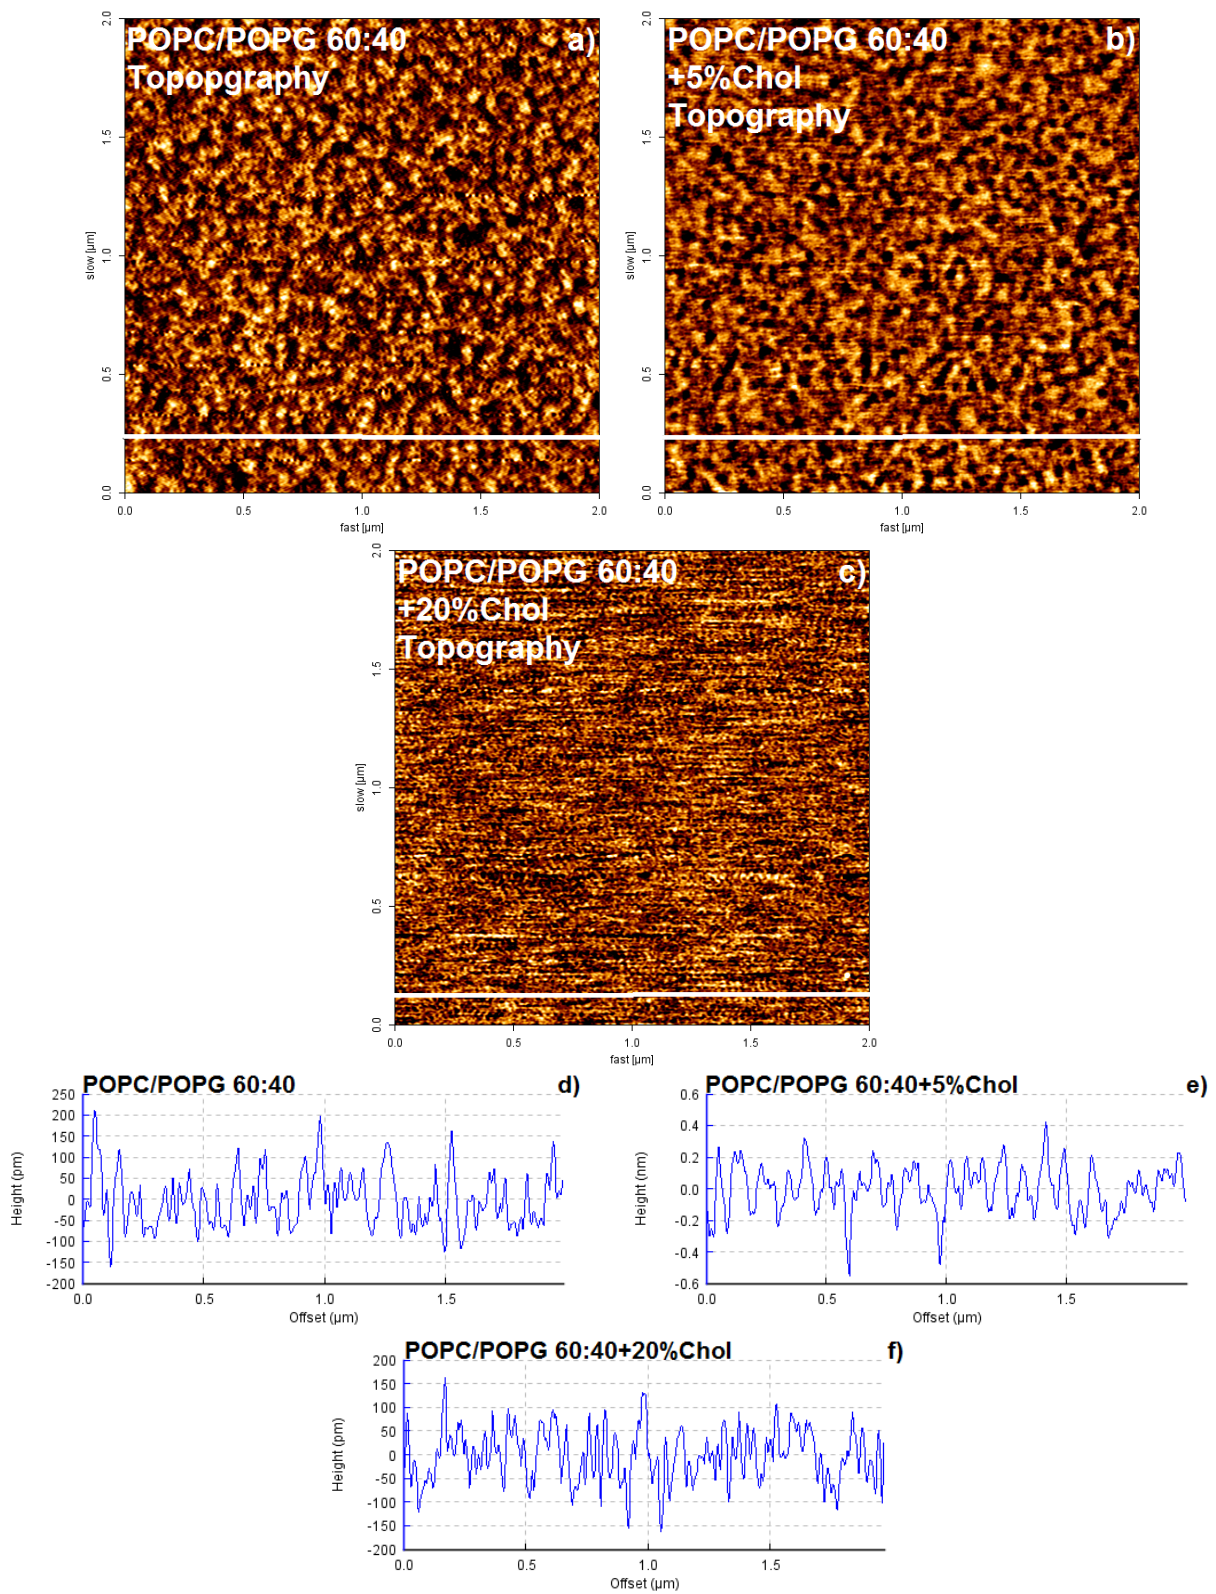 POPC/POPG 60:40 a)
Topopgraphy
2.0
1.5
1.0
0.5
0.0
slow [µm]
0.0 0.5 1.0 1.5 2.0
fast [µm]
POPC/POPG 60:40 b)
+5%Chol
Topography
2.0
1.5
1.0
0.5
0.0
slow [µm]
0.0 0.5 1.0 1.5 2.0
fast [µm]
POPC/POPG 60:40 c)
+20%Chol
Topography
2.0
1.5
1.0
0.5
0.0
slow [µm]
0.0 0.5 1.0 1.5 2.0
fast [µm]
POPC/POPG 60:40 d)
250
200
150
100
50
0
-50
-100
-150
-200
Height (pm)
0.0 0.5 1.0 1.5
Offset (µm)
POPC/POPG 60:40+5%Chol e)
0.6
0.4
0.2
0.0
-0.2
-0.4
-0.6
Height (nm)
0.0 0.5 1.0 1.5
Offset (µm)
POPC/POPG 60:40+20%Chol f)
200
150
100
50
0
-50
-100
-150
-200
Height (pm)
0.0 0.5 1.0 1.5
Offset (µm)